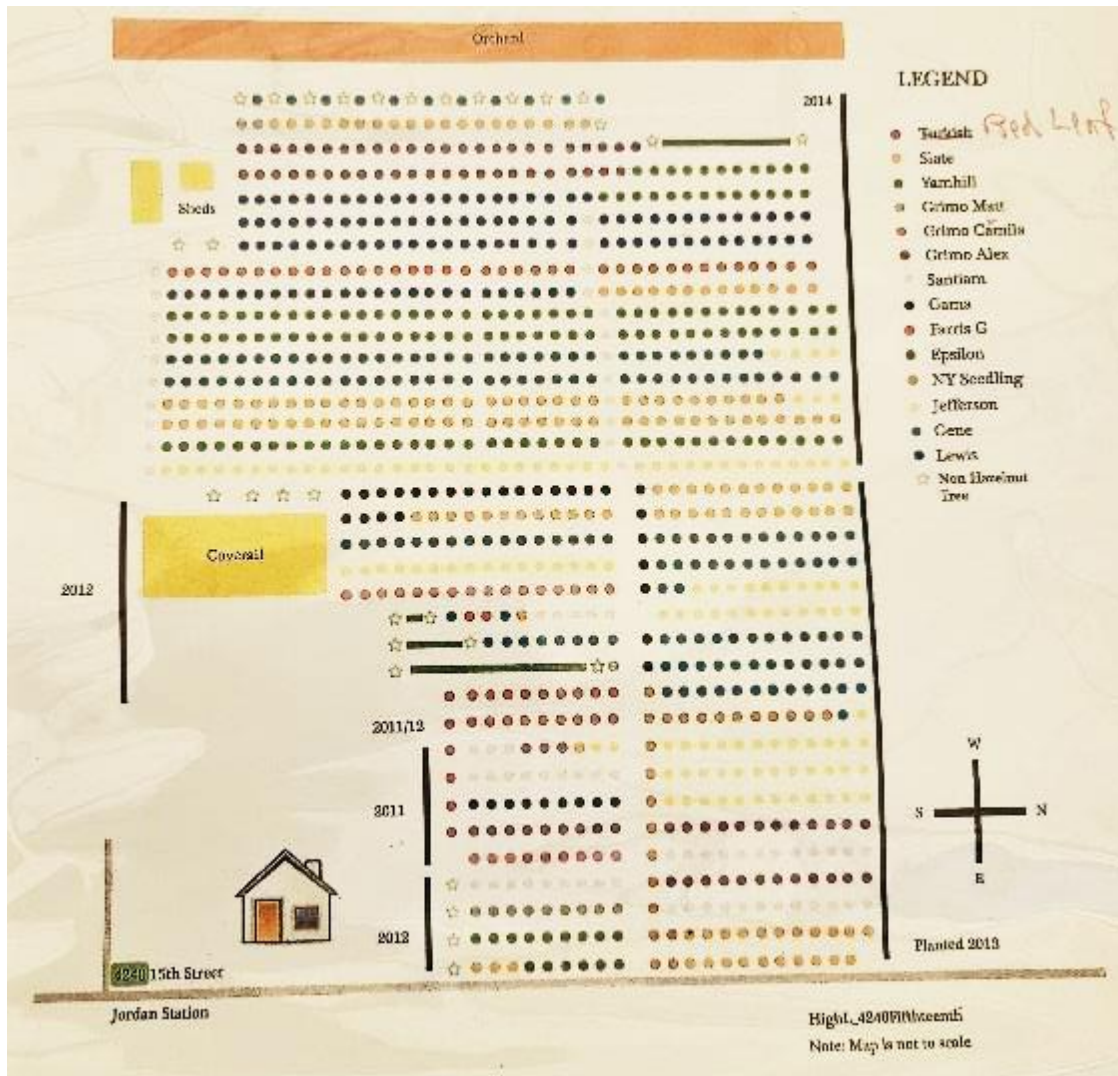 Orchard
2014
LEGEND
Turkish Red Leaf
Slate
Yamhill
Grimo Matt
Grimo Camila
Grimo Alex
Santiam
Gama
Farris G
Epsilon
NY Seedling
Jefferson
Gene
Lewis
Non Hazelnut
Tree
Sheds
Coverall
2012
2011/12
2011
2012
W
S N
E
Planted 2013
4240 15th Street
Jordan Station
Note: Map is not to scale